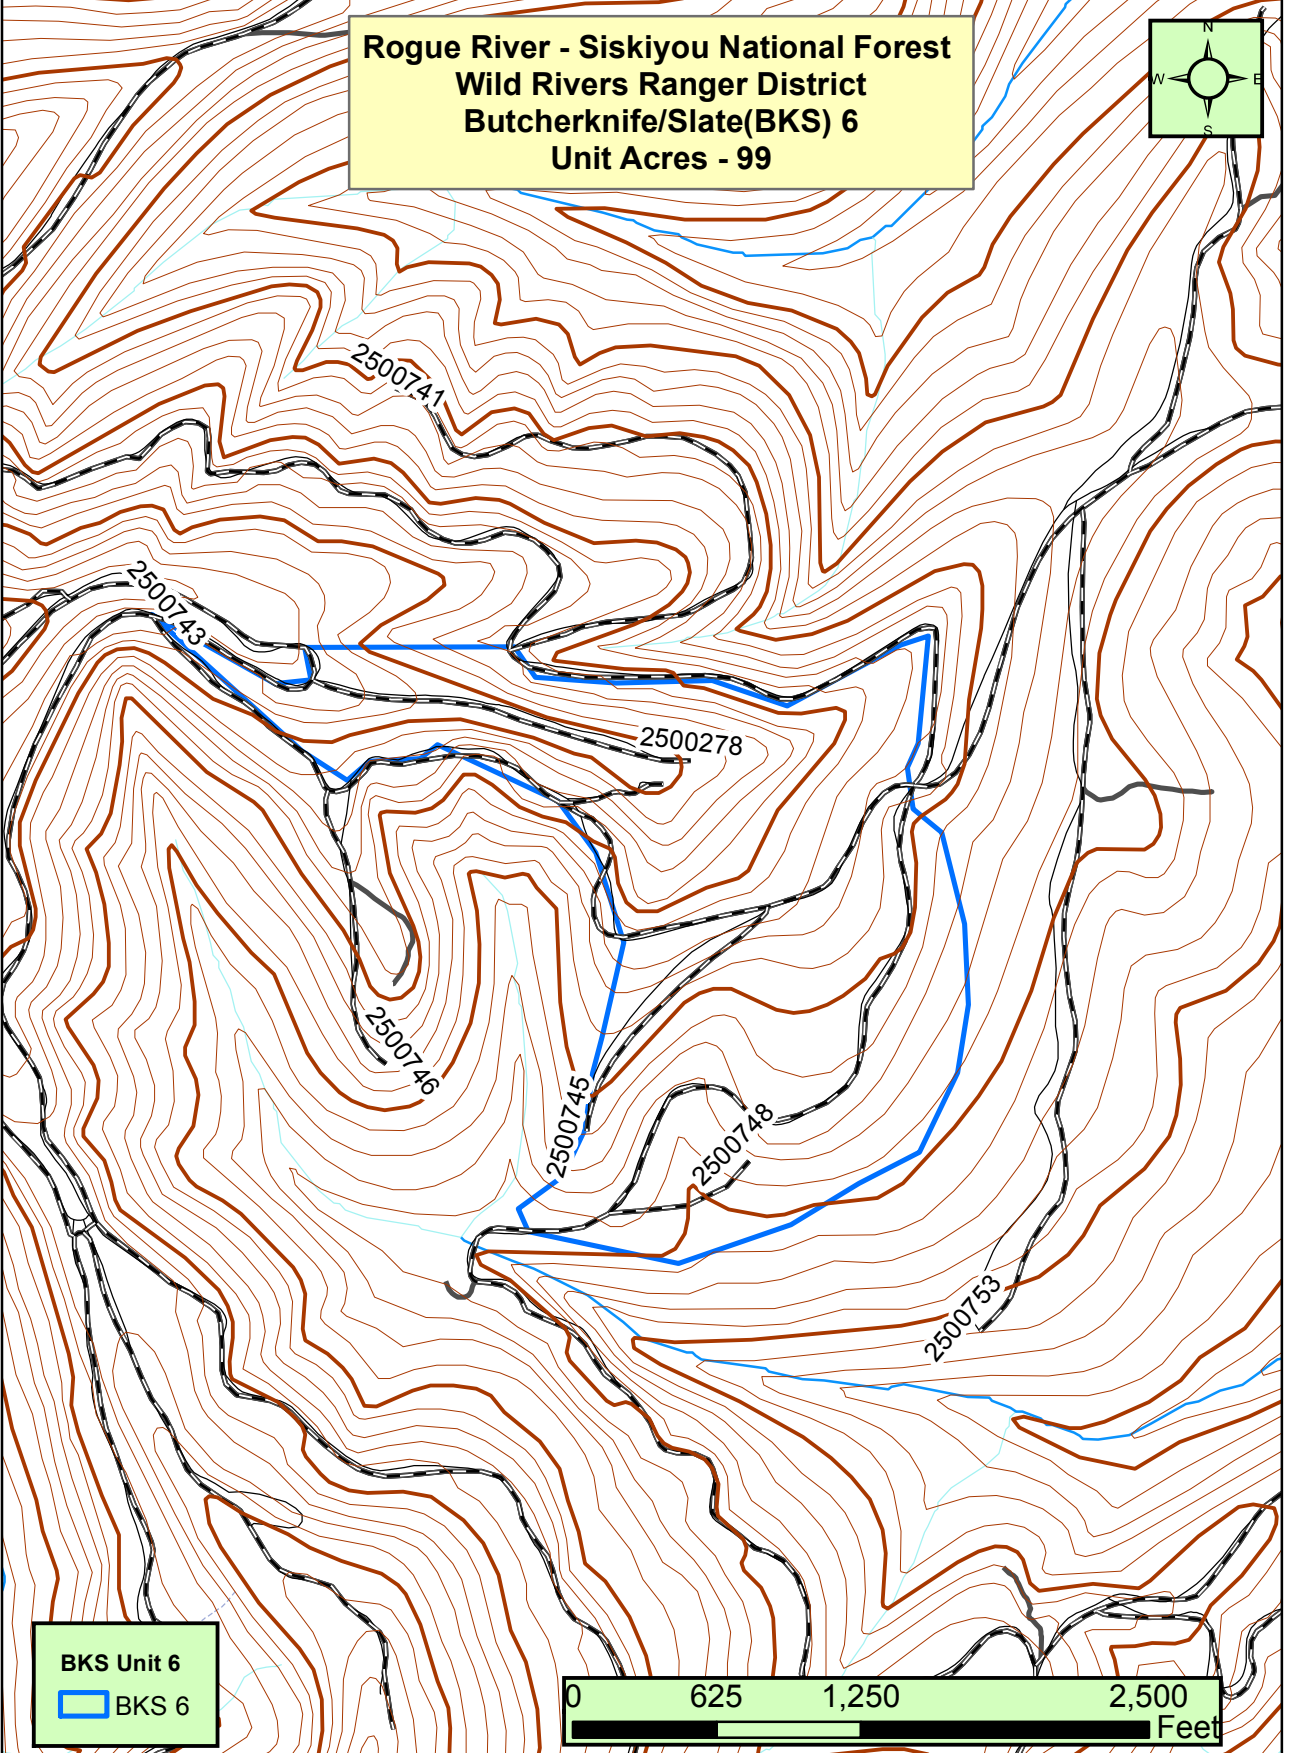 Rogue River - Siskiyou National Forest
Wild Rivers Ranger District
Butcherknife/Slate(BKS) 6
Unit Acres - 99
N
W E
S
2500741
2500743
2500278
2500746
2500745
2500748
2500753
BKS Unit 6
BKS 6
0 625 1,250 2,500
Feet